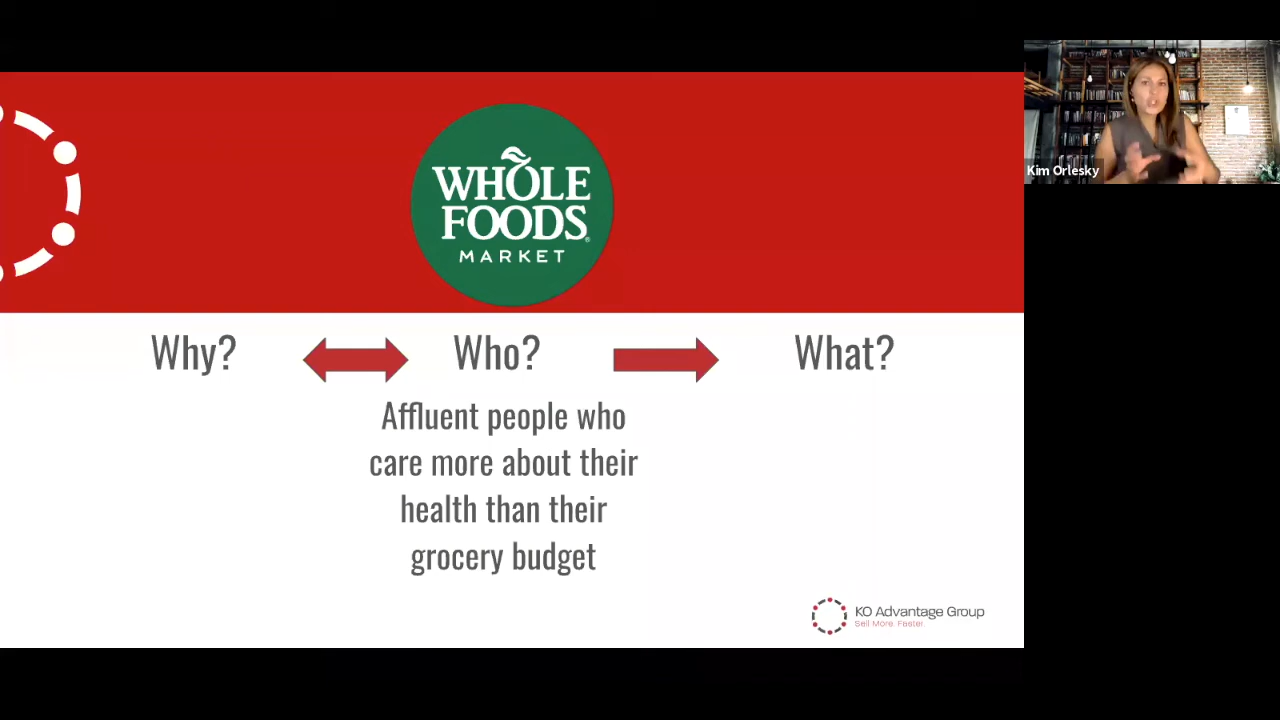 WHOLE
FOODS
MARKET
Kim Orlesky
Why?
Who?
What?
Affluent people who
care more about their
health than their
grocery budget
KO Advantage Group
Sell More. Faster.